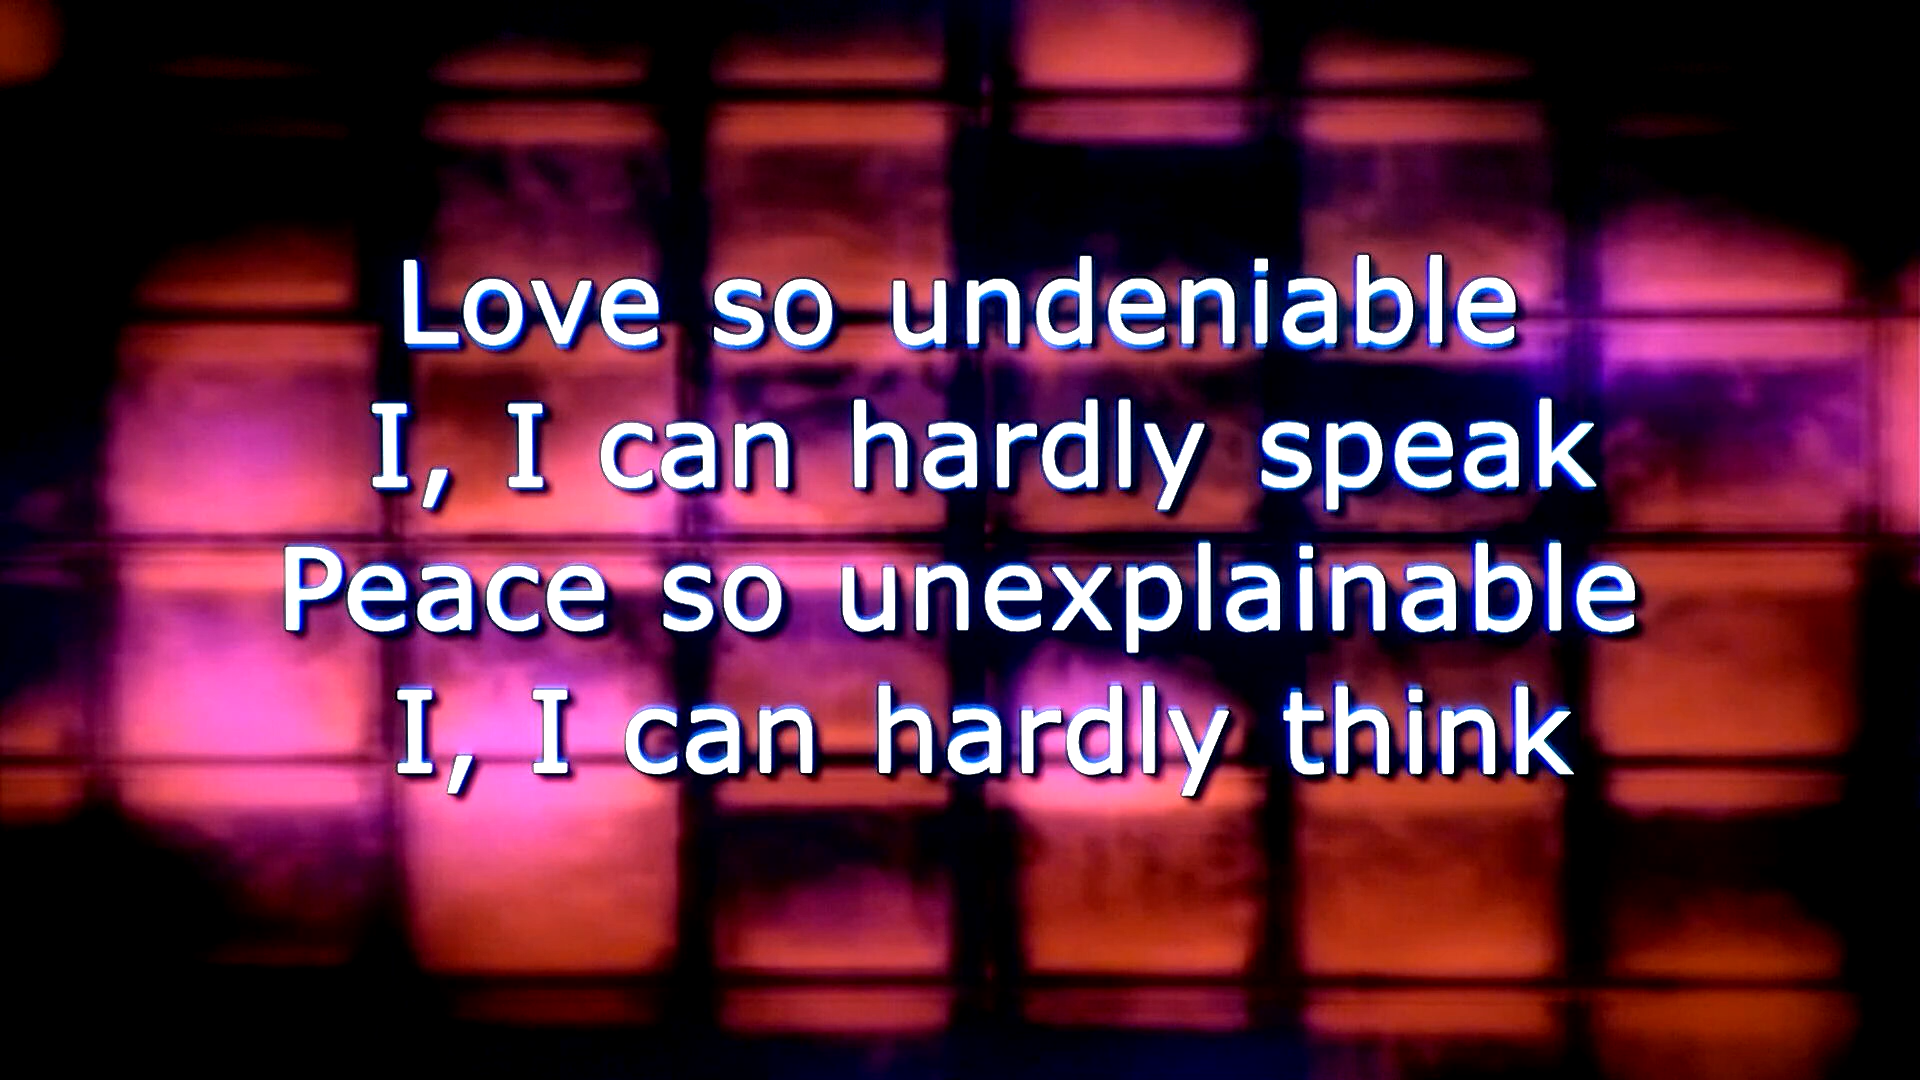 Love so undeniable
I, I can hardly speak
Peace so unexplainable
I, I can hardly think